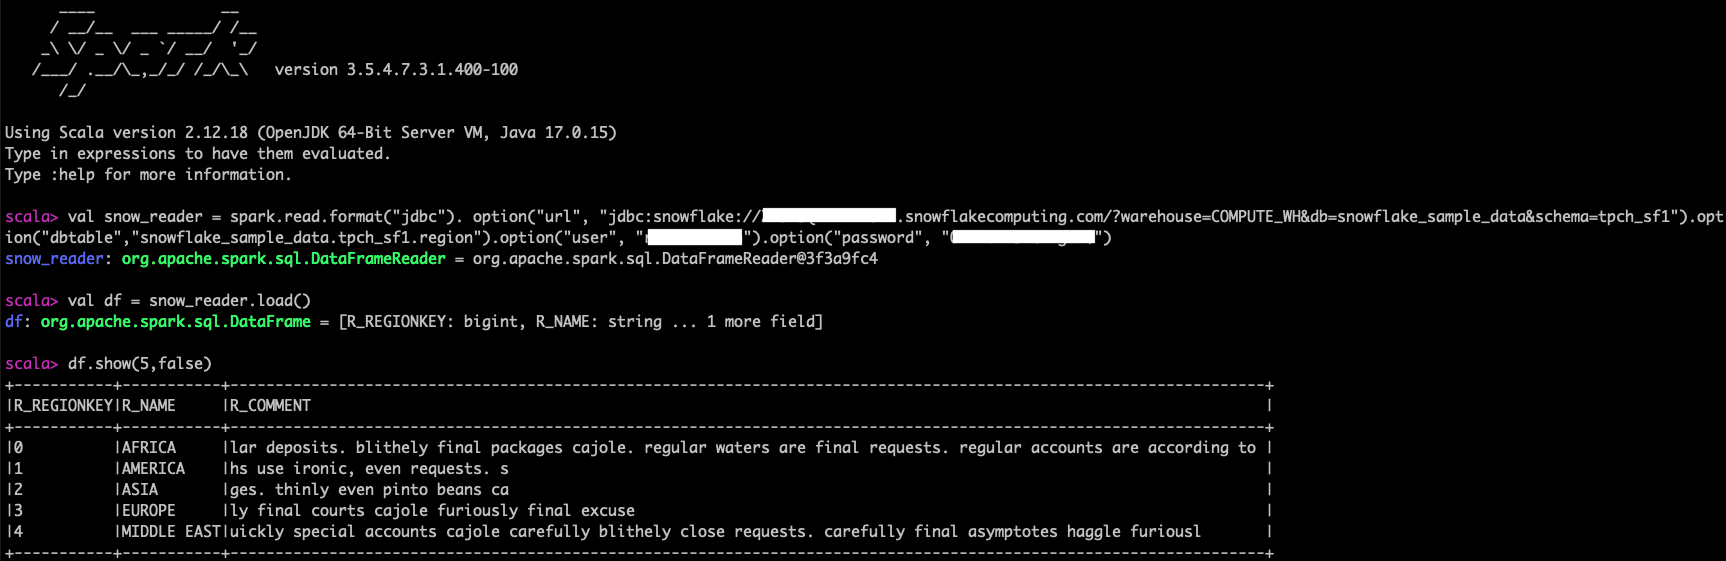 ____              __
     / __/__  ___ _____/ /__
    _\ \/ _ \/ _ `/ __/  '_/
   /___/ .__/\_,_/_/ /_/\_\   version 3.5.4.7.3.1.400-100
      /_/
Using Scala version 2.12.18 (OpenJDK 64-Bit Server VM, Java 17.0.15)
Type in expressions to have them evaluated.
Type :help for more information.
scala> val snow_reader = spark.read.format("jdbc"). option("url", "jdbc:snowflake://.snowflakecomputing.com/?warehouse=COMPUTE_WH&db=snowflake_sample_data&schema=tpch_sf1").opt
ion("dbtable","snowflake_sample_data.tpch_sf1.region").option("user", "").option("password", "")
snow_reader: org.apache.spark.sql.DataFrameReader = org.apache.spark.sql.DataFrameReader@3f3a9fc4
scala> val df = snow_reader.load()
df: org.apache.spark.sql.DataFrame = [R_REGIONKEY: bigint, R_NAME: string ... 1 more field]
scala> df.show(5,false)
+-----------+-----------+-------------------------------------------------------------------------------------------------------------------+
|R_REGIONKEY|R_NAME     |R_COMMENT                                                                                                          |
+-----------+-----------+-------------------------------------------------------------------------------------------------------------------+
|0          |AFRICA     |lar deposits. blithely final packages cajole. regular waters are final requests. regular accounts are according to |
|1          |AMERICA    |hs use ironic, even requests. s                                                                                    |
|2          |ASIA       |ges. thinly even pinto beans ca                                                                                    |
|3          |EUROPE     |ly final courts cajole furiously final excuse                                                                      |
|4          |MIDDLE EAST|uickly special accounts cajole carefully blithely close requests. carefully final asymptotes haggle furiousl       |
+-----------+-----------+-------------------------------------------------------------------------------------------------------------------+